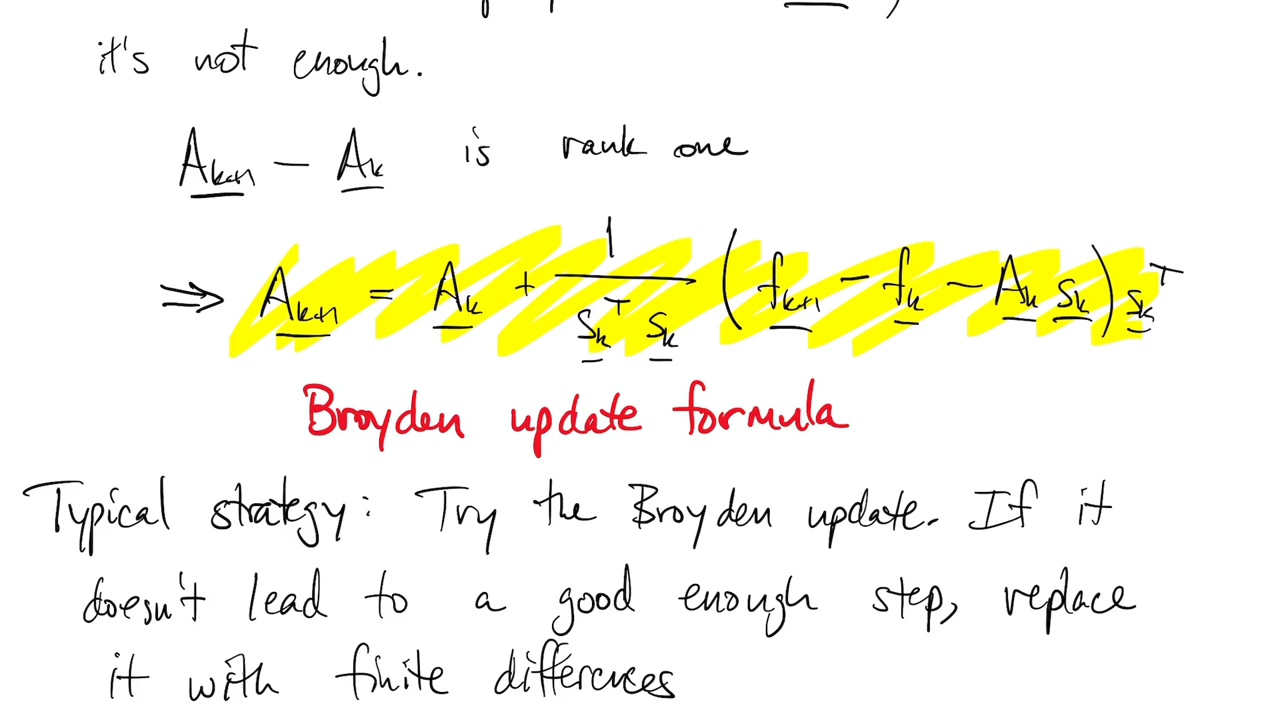 it's not enough.
A_{k+1} − A_k is rank one
⇒ A_{k+1} = A_k + 1/(s_k^T s_k) (f_{k+1} − f_k − A_k s_k) s_k^T
Broyden update formula
Typical strategy: Try the Broyden update. If it
doesn't lead to a good enough step, replace
it with finite differences